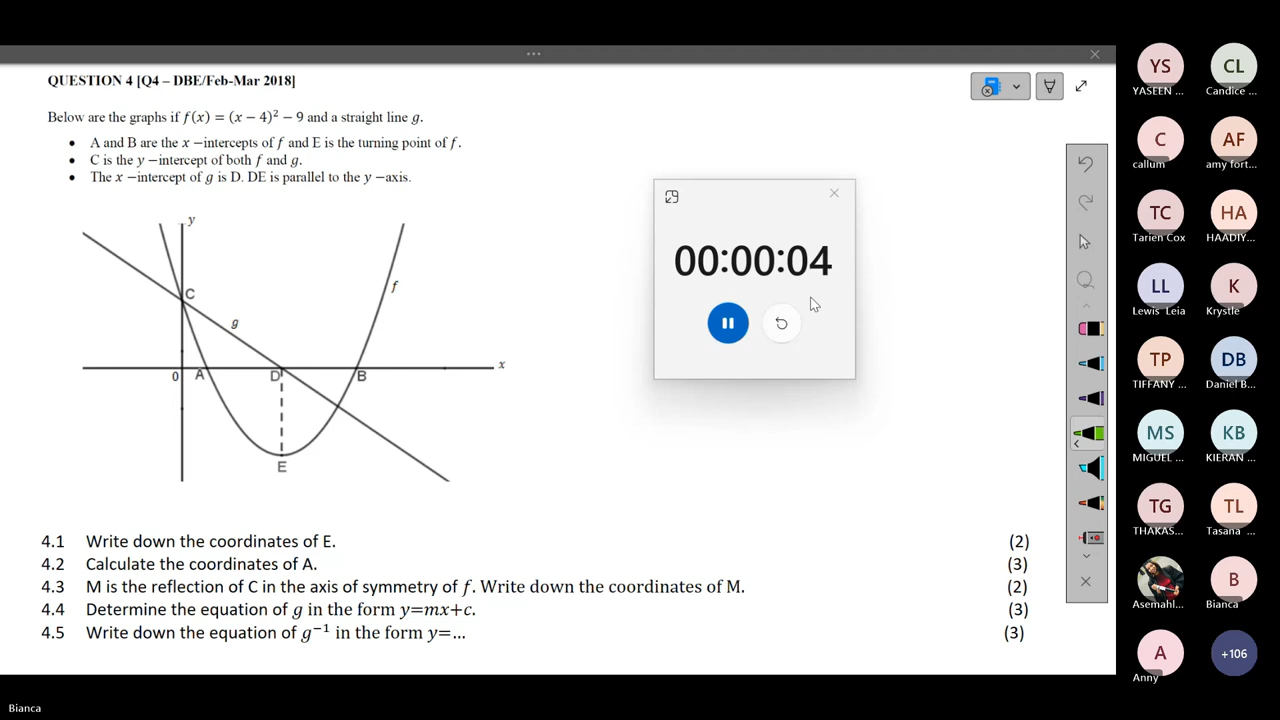 QUESTION 4 [Q4 – DBE/Feb-Mar 2018]
Below are the graphs if f(x) = (x − 4)² − 9 and a straight line g.
• A and B are the x −intercepts of f and E is the turning point of f.
• C is the y −intercept of both f and g.
• The x −intercept of g is D. DE is parallel to the y −axis.
y
C
g
f
0
A
D
B
x
E
00:00:04
4.1 Write down the coordinates of E. (2)
4.2 Calculate the coordinates of A. (3)
4.3 M is the reflection of C in the axis of symmetry of f. Write down the coordinates of M. (2)
4.4 Determine the equation of g in the form y=mx+c. (3)
4.5 Write down the equation of g⁻¹ in the form y=... (3)
YS CL
YASEEN ... Candice ...
C AF
callum amy fort...
TC HA
Tarien Cox HAADIY...
LL K
Lewis Leia Krystle
TP DB
TIFFANY ... Daniel B...
MS KB
MIGUEL ... KIERAN ...
TG TL
THAKAS... Tasana ...
B
Asemahl... Bianca
A +106
Anny
Bianca